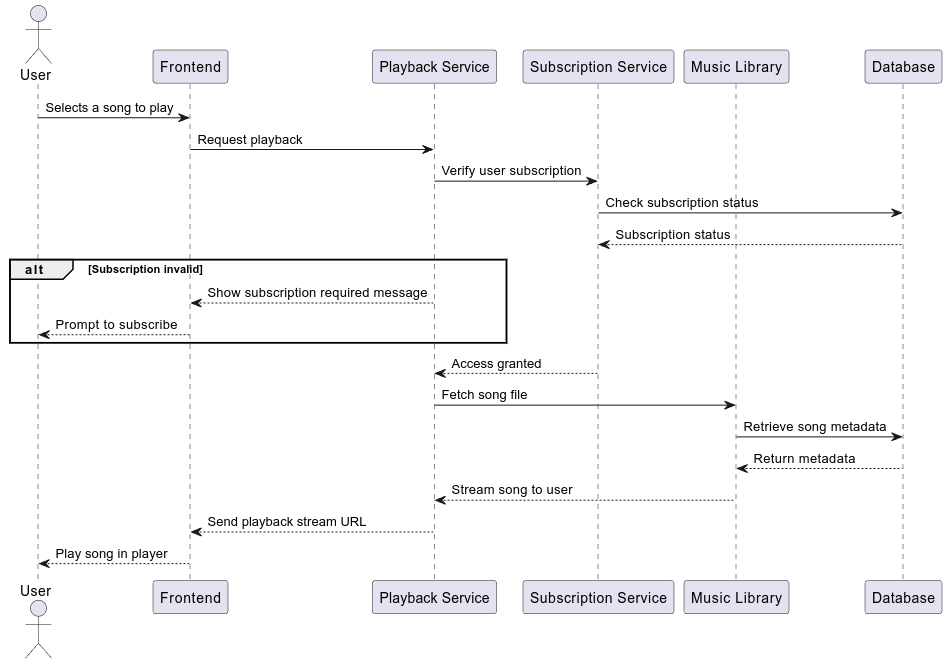 User
Frontend
Playback Service
Subscription Service
Music Library
Database
Selects a song to play
Request playback
Verify user subscription
Check subscription status
Subscription status
alt
[Subscription invalid]
Show subscription required message
Prompt to subscribe
Access granted
Fetch song file
Retrieve song metadata
Return metadata
Stream song to user
Send playback stream URL
Play song in player
User
Frontend
Playback Service
Subscription Service
Music Library
Database